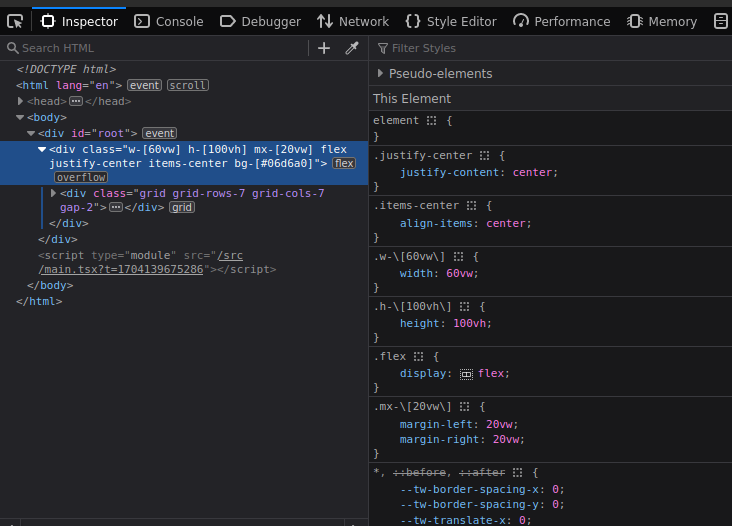 Inspector Console Debugger Network Style Editor Performance Memory
Search HTML
<!DOCTYPE html>
<html lang="en"> event scroll
<head> ••• </head>
<body>
<div id="root"> event
<div class="w-[60vw] h-[100vh] mx-[20vw] flex
justify-center items-center bg-[#06d6a0]"> flex
overflow
<div class="grid grid-rows-7 grid-cols-7
gap-2"> ••• </div> grid
</div>
</div>
<script type="module" src="/src
/main.tsx?t=1704139675286"></script>
</body>
</html>
Filter Styles
Pseudo-elements
This Element
element {
}
.justify-center {
justify-content: center;
}
.items-center {
align-items: center;
}
.w-\[60vw\] {
width: 60vw;
}
.h-\[100vh\] {
height: 100vh;
}
.flex {
display: flex;
}
.mx-\[20vw\] {
margin-left: 20vw;
margin-right: 20vw;
}
*, ::before, ::after {
--tw-border-spacing-x: 0;
--tw-border-spacing-y: 0;
--tw-translate-x: 0;